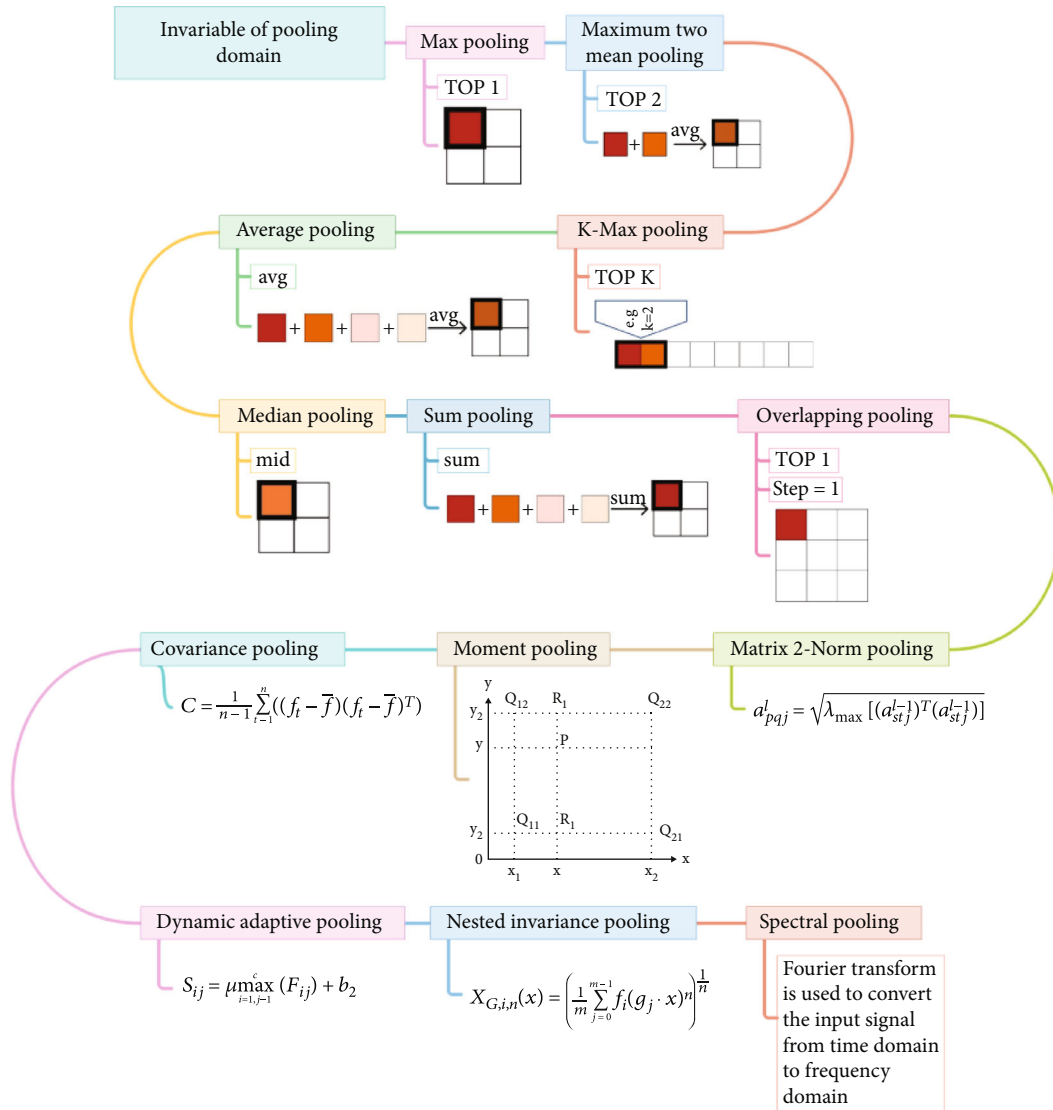 Invariable of pooling
domain
Max pooling
TOP 1
Maximum two
mean pooling
TOP 2
+ avg
K-Max pooling
TOP K
e.g
k=2
Average pooling
avg
+ + + avg
Median pooling
mid
Sum pooling
sum
+ + + sum
Overlapping pooling
TOP 1
Step = 1
Matrix 2-Norm pooling
a^l_{pqj} = √(λ_max [(a^{l-1}_{stj})^T (a^{l-1}_{stj})])
Moment pooling
y
Q12 R1 Q22
y2
y P
Q11 R1
y2 Q21
0 x
x1 x x2
Covariance pooling
C = 1/(n-1) ∑_{t-1}^{n} ((f_t − f̅)(f_t − f̅)^T)
Dynamic adaptive pooling
S_{ij} = μ max_{i=1, j-1}^{c} (F_{ij}) + b_2
Nested invariance pooling
X_{G,i,n}(x) = (1/m ∑_{j=0}^{m-1} f_i(g_j · x)^n)^{1/n}
Spectral pooling
Fourier transform
is used to convert
the input signal
from time domain
to frequency
domain